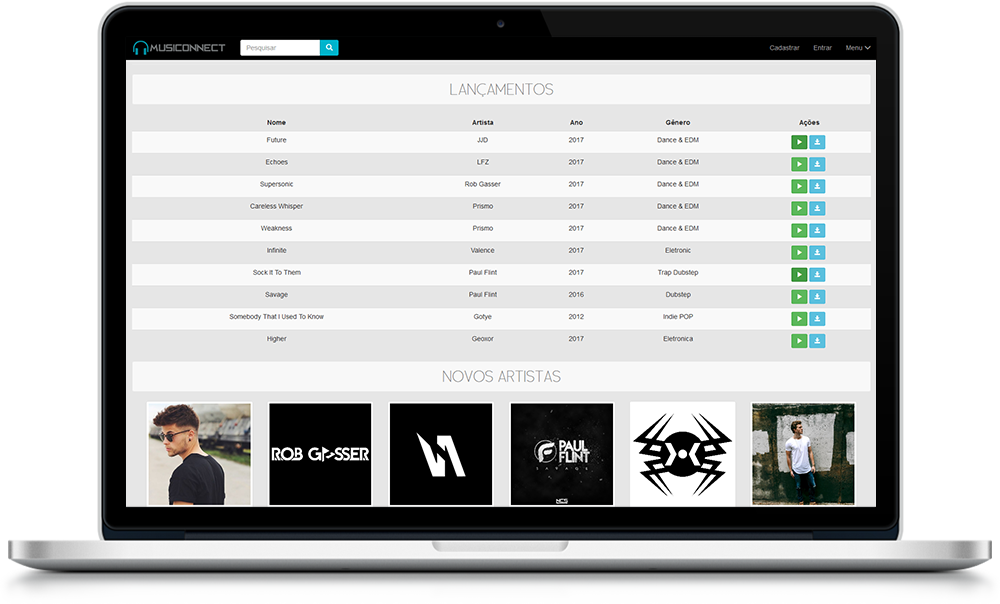 MUSICONNECT Pesquisar Cadastrar Entrar Menu
LANÇAMENTOS
Nome Artista Ano Gênero Ações
Future JJD 2017 Dance & EDM
Echoes LFZ 2017 Dance & EDM
Supersonic Rob Gasser 2017 Dance & EDM
Careless Whisper Prismo 2017 Dance & EDM
Weakness Prismo 2017 Dance & EDM
Infinite Valence 2017 Eletronic
Sock It To Them Paul Flint 2017 Trap Dubstep
Savage Paul Flint 2016 Dubstep
Somebody That I Used To Know Gotye 2012 Indie POP
Higher Geoxor 2017 Eletronica
NOVOS ARTISTAS
ROB GASSER
PAUL
FLINT
SAVAGE
NCS